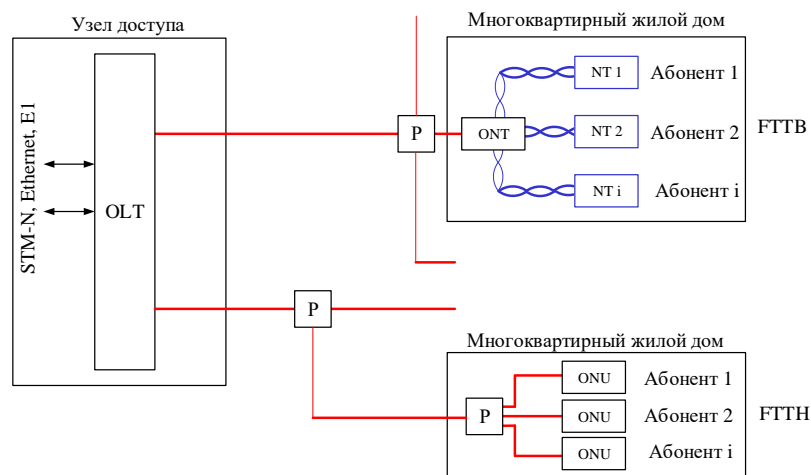 Узел доступа
STM-N, Ethernet, E1
OLT
P
P
Многоквартирный жилой дом
ONT
NT 1
Абонент 1
NT 2
Абонент 2
NT i
Абонент i
FTTB
Многоквартирный жилой дом
P
ONU
Абонент 1
ONU
Абонент 2
ONU
Абонент i
FTTH